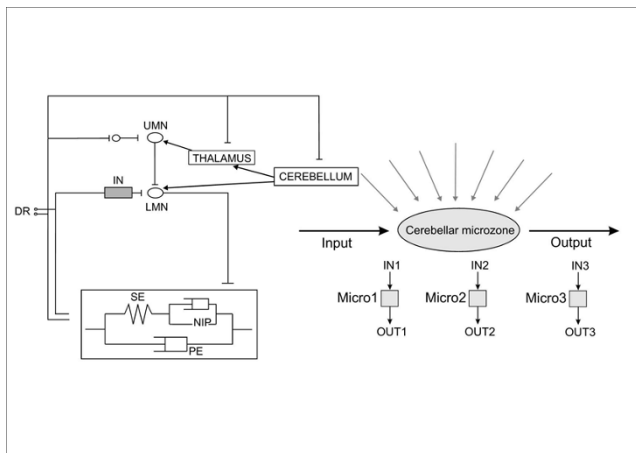 UMN
THALAMUS
CEREBELLUM
IN
LMN
DR
SE
NIP
PE
Cerebellar microzone
Input
Output
IN1
IN2
IN3
Micro1
Micro2
Micro3
OUT1
OUT2
OUT3